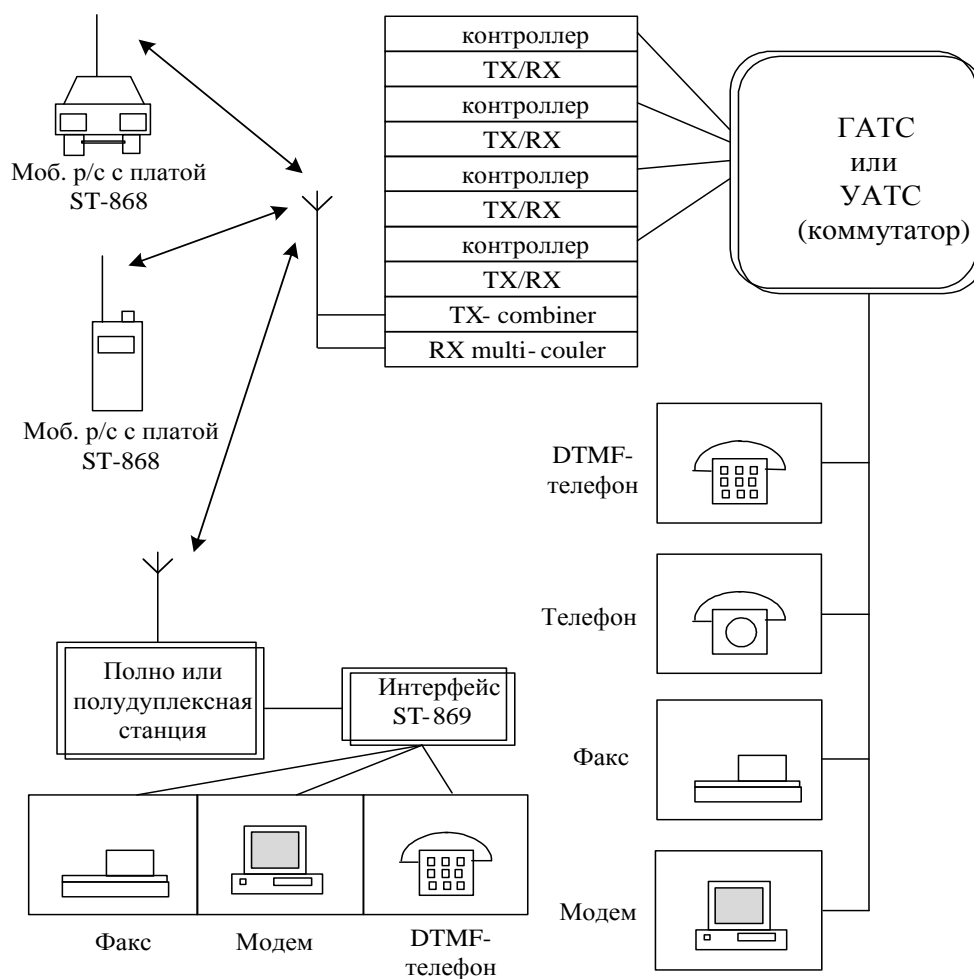 контроллер
TX/RX
контроллер
TX/RX
контроллер
TX/RX
контроллер
TX/RX
TX- combiner
RX multi- couler
ГАТС
или
УАТС
(коммутатор)
Моб. р/с с платой
ST-868
Моб. р/с с платой
ST-868
DTMF-
телефон
Телефон
Факс
Модем
Полно или
полудуплексная
станция
Интерфейс
ST- 869
Факс
Модем
DTMF-
телефон